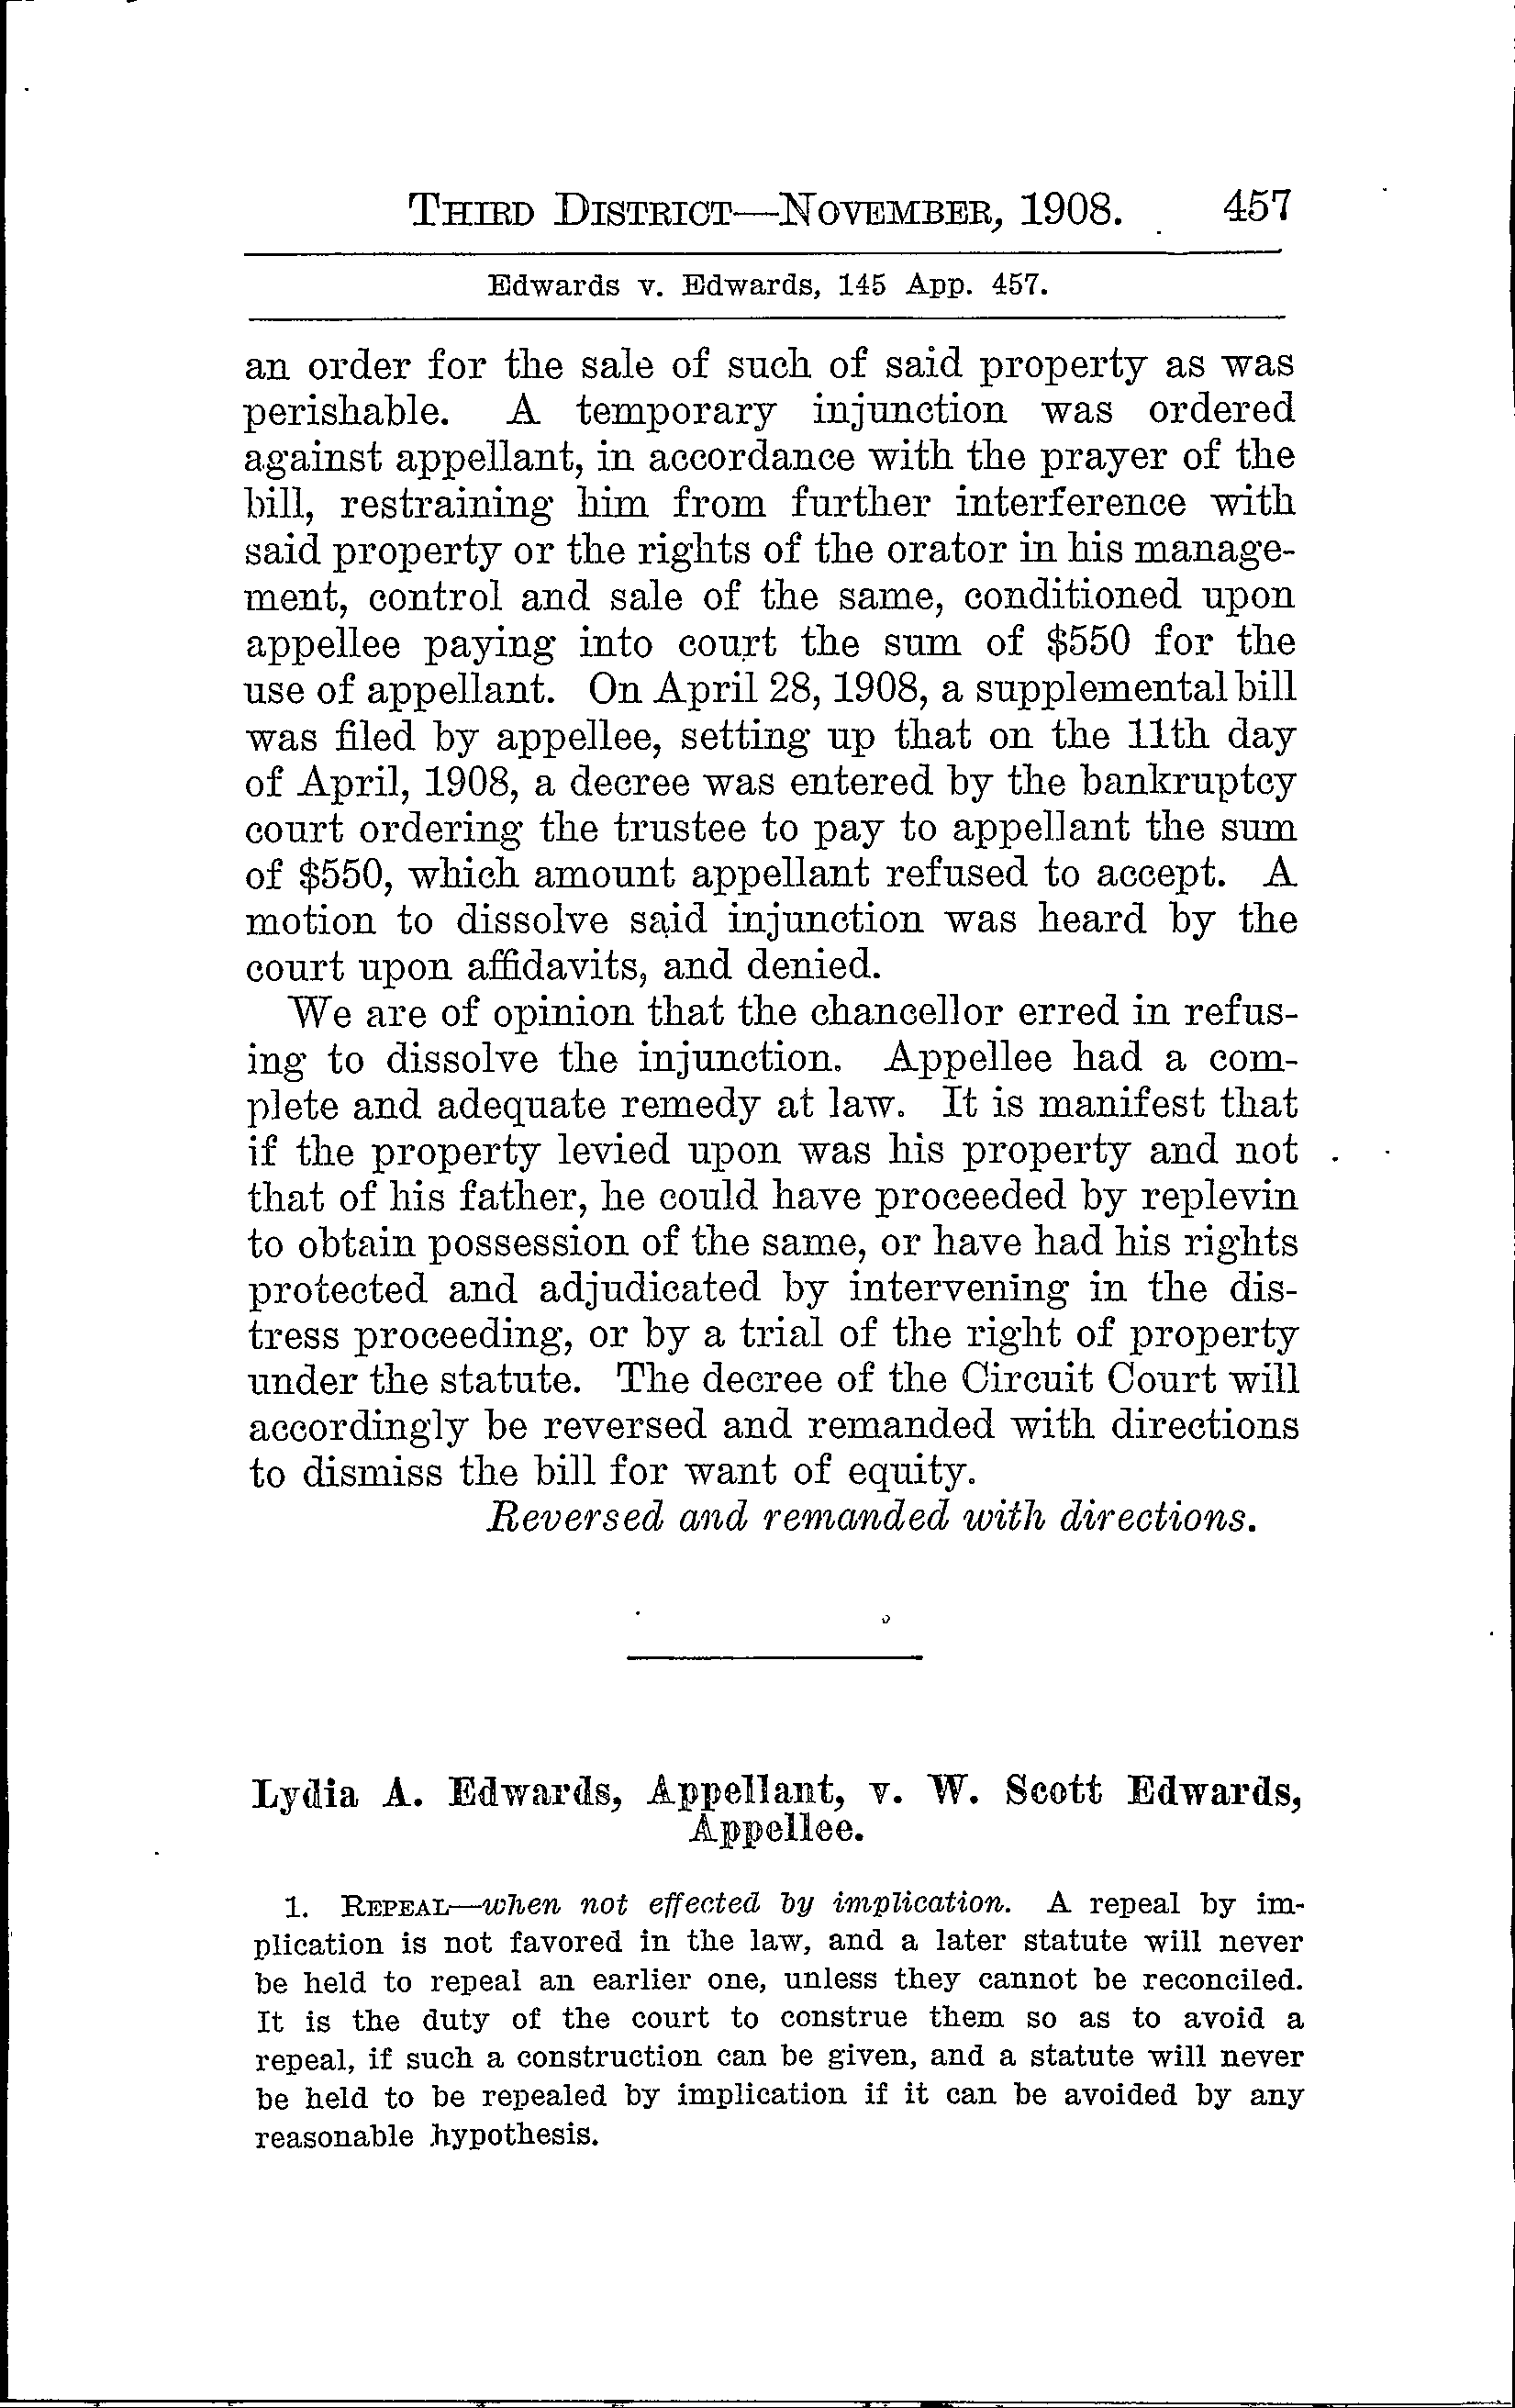 THIRD DISTRICT—NOVEMBER, 1908. 457
Edwards v. Edwards, 145 App. 457.
an order for the sale of such of said property as was
perishable. A temporary injunction was ordered
against appellant, in accordance with the prayer of the
bill, restraining him from further interference with
said property or the rights of the orator in his manage-
ment, control and sale of the same, conditioned upon
appellee paying into court the sum of $550 for the
use of appellant. On April 28, 1908, a supplemental bill
was filed by appellee, setting up that on the 11th day
of April, 1908, a decree was entered by the bankruptcy
court ordering the trustee to pay to appellant the sum
of $550, which amount appellant refused to accept. A
motion to dissolve said injunction was heard by the
court upon affidavits, and denied.
We are of opinion that the chancellor erred in refus-
ing to dissolve the injunction. Appellee had a com-
plete and adequate remedy at law. It is manifest that
if the property levied upon was his property and not
that of his father, he could have proceeded by replevin
to obtain possession of the same, or have had his rights
protected and adjudicated by intervening in the dis-
tress proceeding, or by a trial of the right of property
under the statute. The decree of the Circuit Court will
accordingly be reversed and remanded with directions
to dismiss the bill for want of equity.
Reversed and remanded with directions.
Lydia A. Edwards, Appellant, v. W. Scott Edwards,
Appellee.
1. REPEAL—when not effected by implication. A repeal by im-
plication is not favored in the law, and a later statute will never
be held to repeal an earlier one, unless they cannot be reconciled.
It is the duty of the court to construe them so as to avoid a
repeal, if such a construction can be given, and a statute will never
be held to be repealed by implication if it can be avoided by any
reasonable hypothesis.